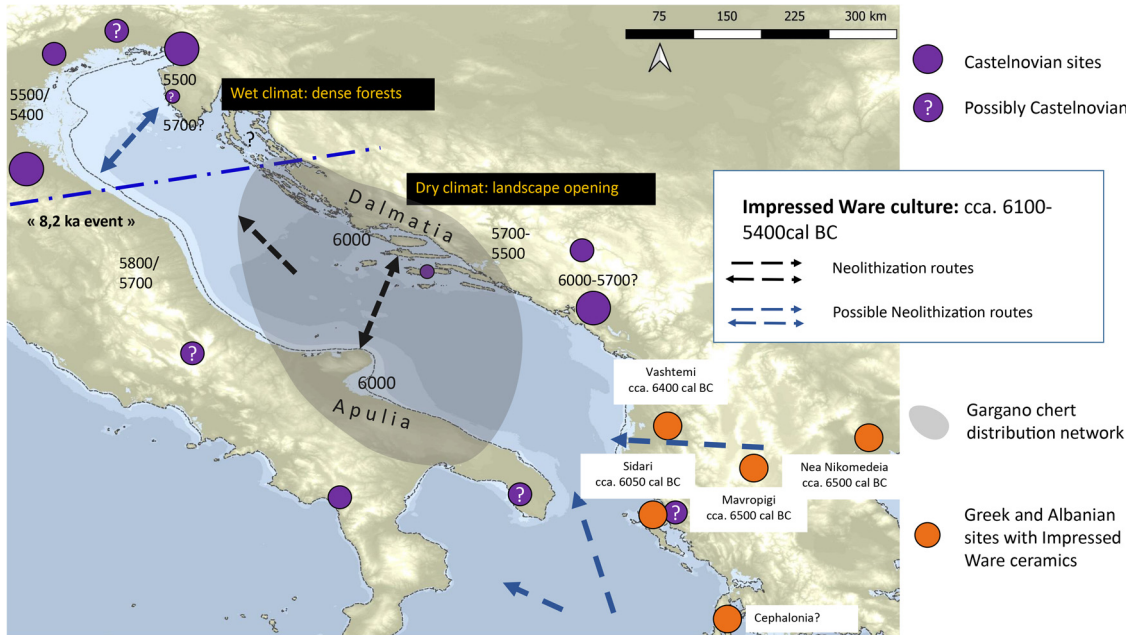 75 150 225 300 km
?
Castelnovian sites
5500
Wet climat: dense forests
?
Possibly Castelnovian
5500/
5400
?
5700?
?
Dry climat: landscape opening
« 8,2 ka event »
Dalmatia
Impressed Ware culture: cca. 6100-
5400cal BC
6000
5700-
5500
Neolithization routes
5800/
5700
6000-5700?
Possible Neolithization routes
?
Vashtemi
cca. 6400 cal BC
6000
Apulia
Gargano chert
distribution network
Sidari
cca. 6050 cal BC
Nea Nikomedeia
cca. 6500 cal BC
?
Mavropigi
cca. 6500 cal BC
?
Greek and Albanian
sites with Impressed
Ware ceramics
Cephalonia?